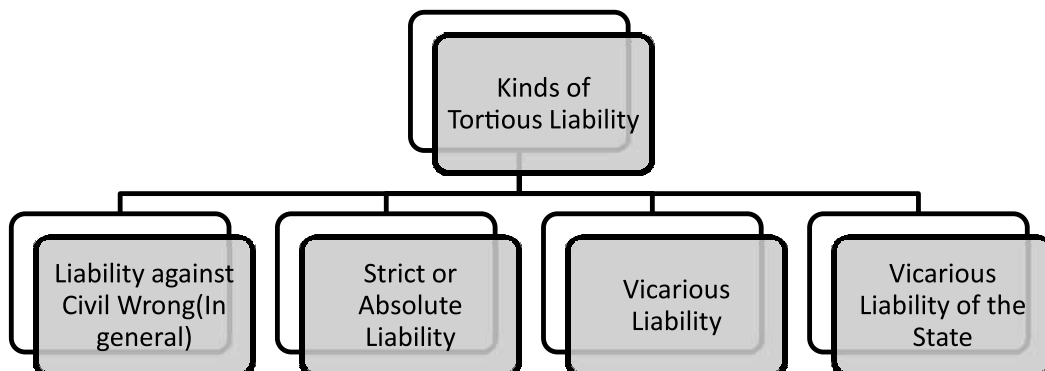 Kinds of
Tortious Liability
Liability against
Civil Wrong(In
general)
Strict or
Absolute
Liability
Vicarious
Liability
Vicarious
Liability of the
State